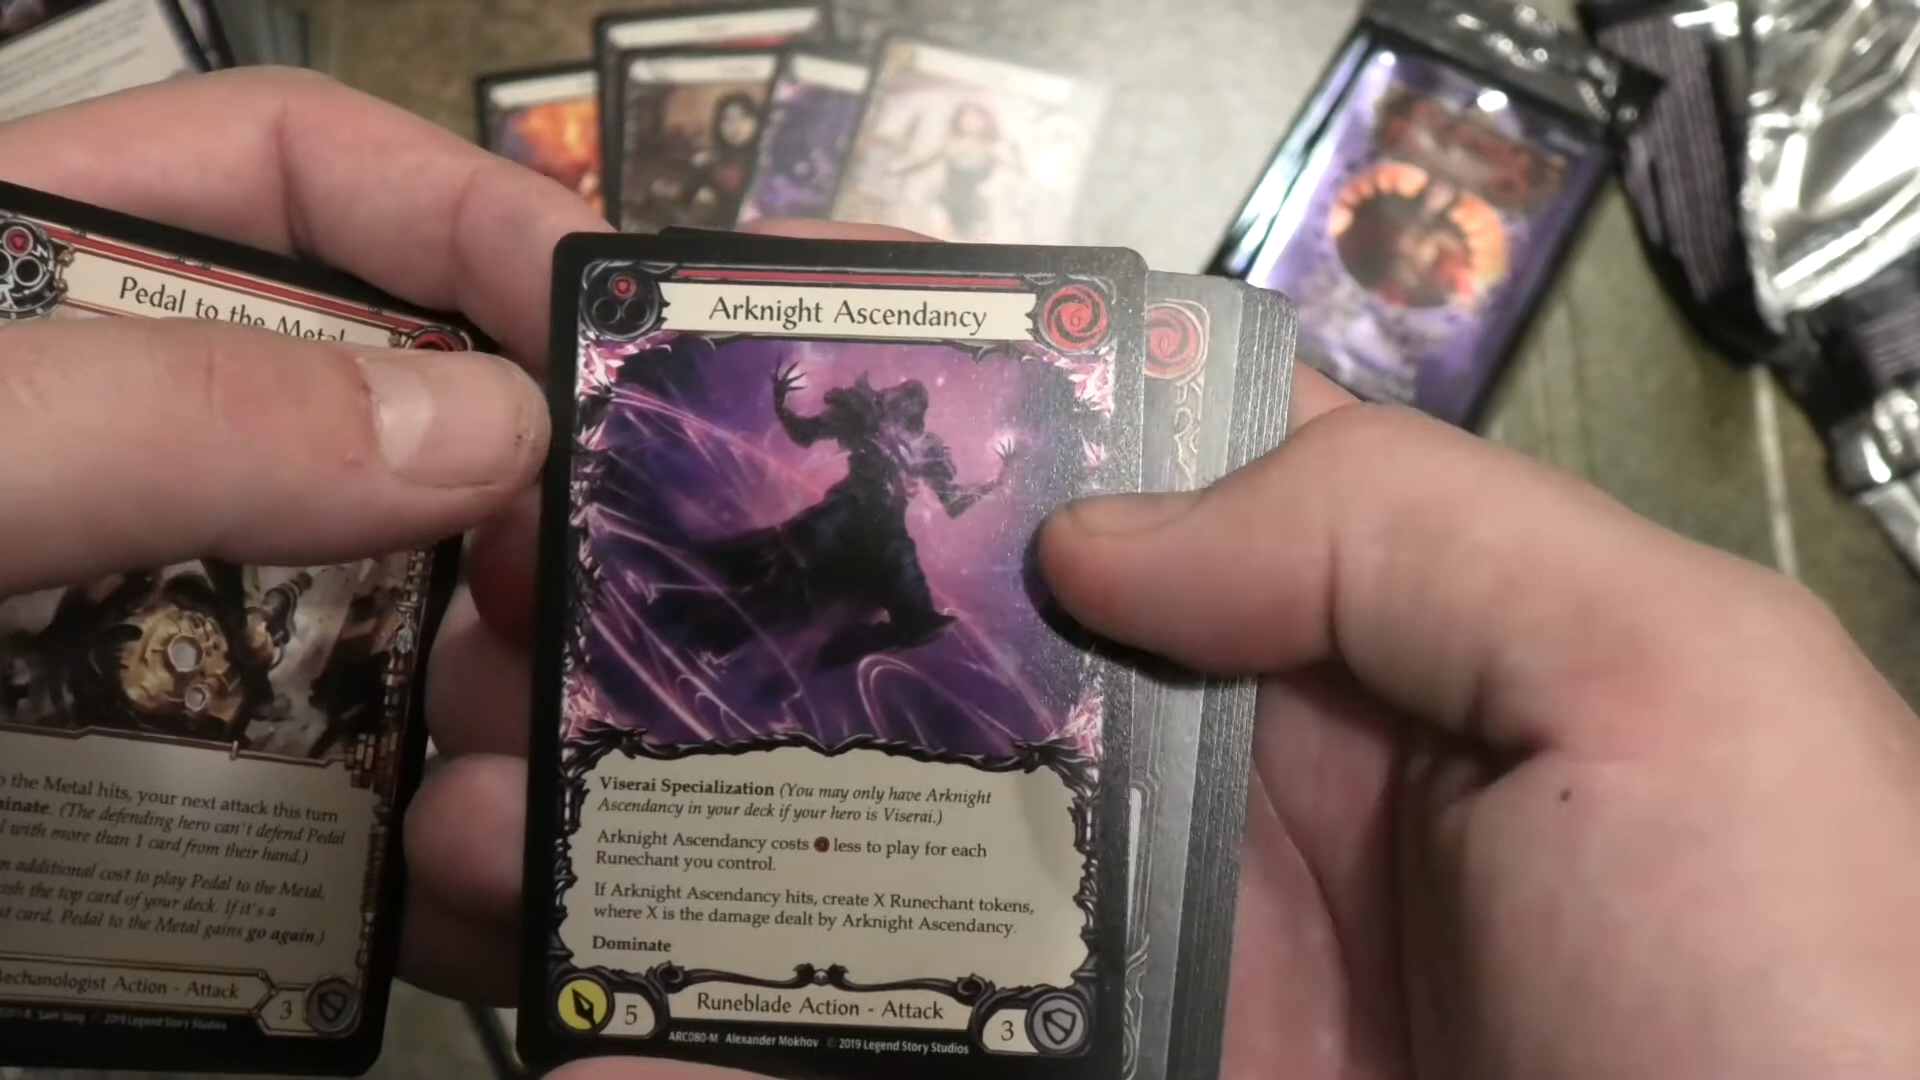 Pedal to the Metal
the Metal hits, your next attack this turn
(The defending hero can't defend Pedal
with more than 1 card from their hand.)
additional cost to play Pedal to the Metal,
the top card of your deck. If it's a
card, Pedal to the Metal gains go again.)
Action - Attack
3
2019 Legend Story Studios
Arknight Ascendancy
6
0
Viserai Specialization (You may only have Arknight
Ascendancy in your deck if your hero is Viserai.)
Arknight Ascendancy costs less to play for each
Runechant you control.
If Arknight Ascendancy hits, create X Runechant tokens,
where X is the damage dealt by Arknight Ascendancy.
Dominate
5
Runeblade Action - Attack
3
ARC080-M Alexander Mokhov © 2019 Legend Story Studios